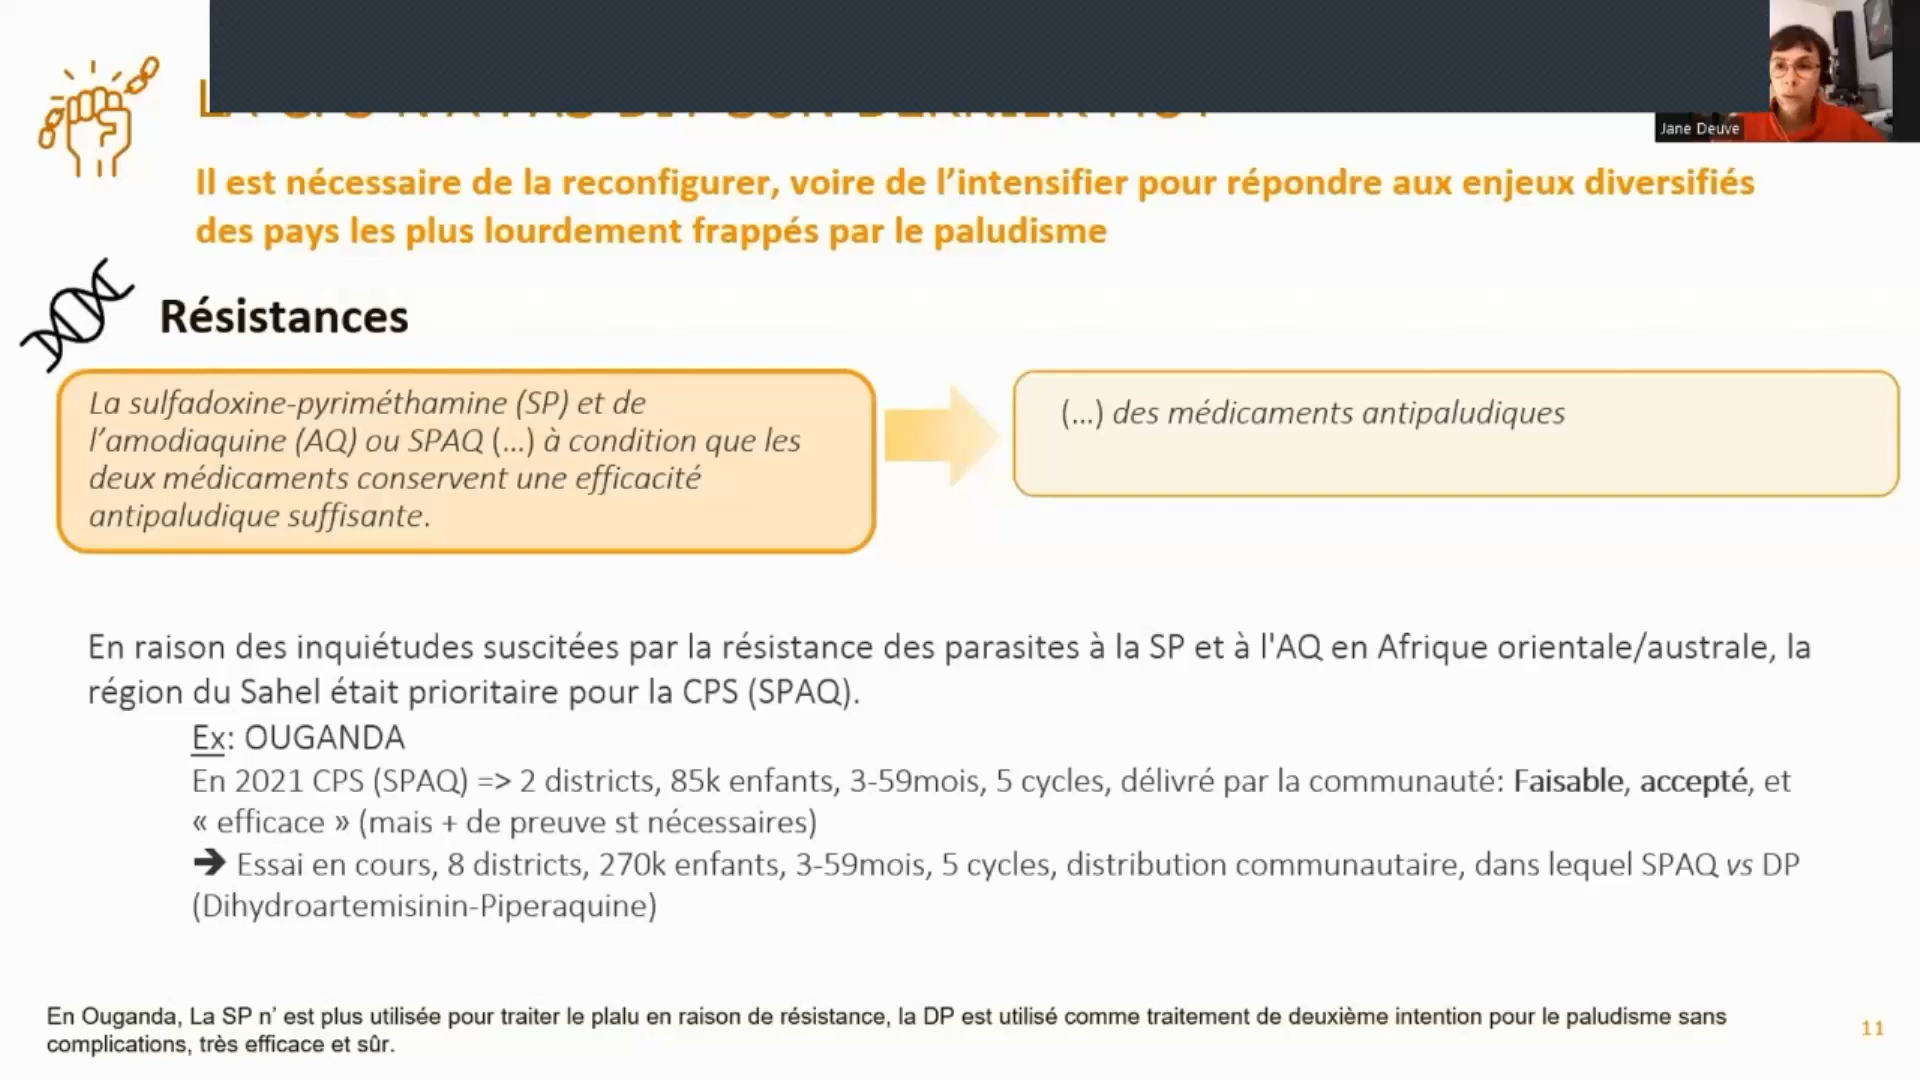 Jane Deuve
Il est nécessaire de la reconfigurer, voire de l’intensifier pour répondre aux enjeux diversifiés
des pays les plus lourdement frappés par le paludisme
Résistances
La sulfadoxine-pyriméthamine (SP) et de
l’amodiaquine (AQ) ou SPAQ (...) à condition que les
deux médicaments conservent une efficacité
antipaludique suffisante.
(...) des médicaments antipaludiques
En raison des inquiétudes suscitées par la résistance des parasites à la SP et à l'AQ en Afrique orientale/australe, la
région du Sahel était prioritaire pour la CPS (SPAQ).
Ex: OUGANDA
En 2021 CPS (SPAQ) => 2 districts, 85k enfants, 3-59mois, 5 cycles, délivré par la communauté: Faisable, accepté, et
« efficace » (mais + de preuve st nécessaires)
➔ Essai en cours, 8 districts, 270k enfants, 3-59mois, 5 cycles, distribution communautaire, dans lequel SPAQ vs DP
(Dihydroartemisinin-Piperaquine)
En Ouganda, La SP n’ est plus utilisée pour traiter le plalu en raison de résistance, la DP est utilisé comme traitement de deuxième intention pour le paludisme sans
complications, très efficace et sûr.
11